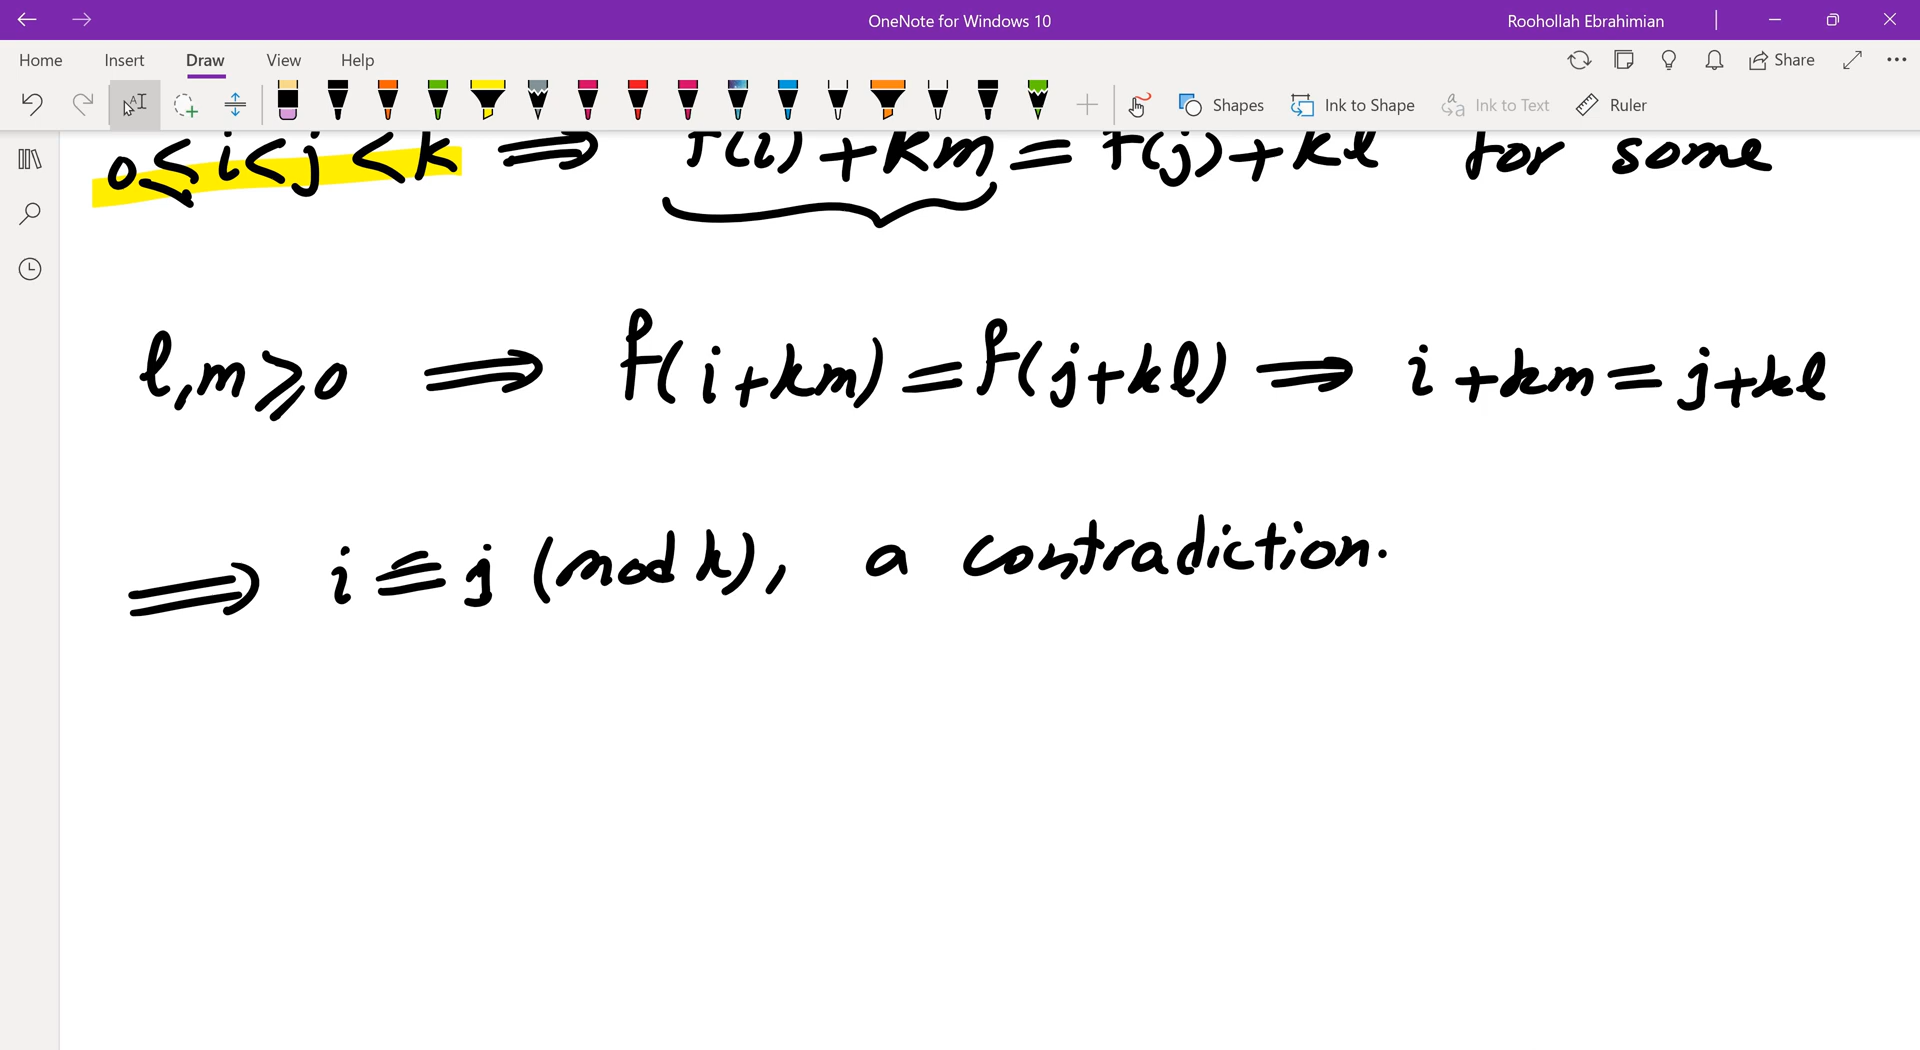 OneNote for Windows 10
Roohollah Ebrahimian
Home Insert Draw View Help
Share
Shapes Ink to Shape Ink to Text Ruler
0 ≤ i < j < k ⟹ f(i) + km = f(j) + kl for some
l, m ≥ 0 ⟹ f(i + km) = f(j + kl) ⟹ i + km = j + kl
⟹ i ≡ j (mod k), a contradiction.